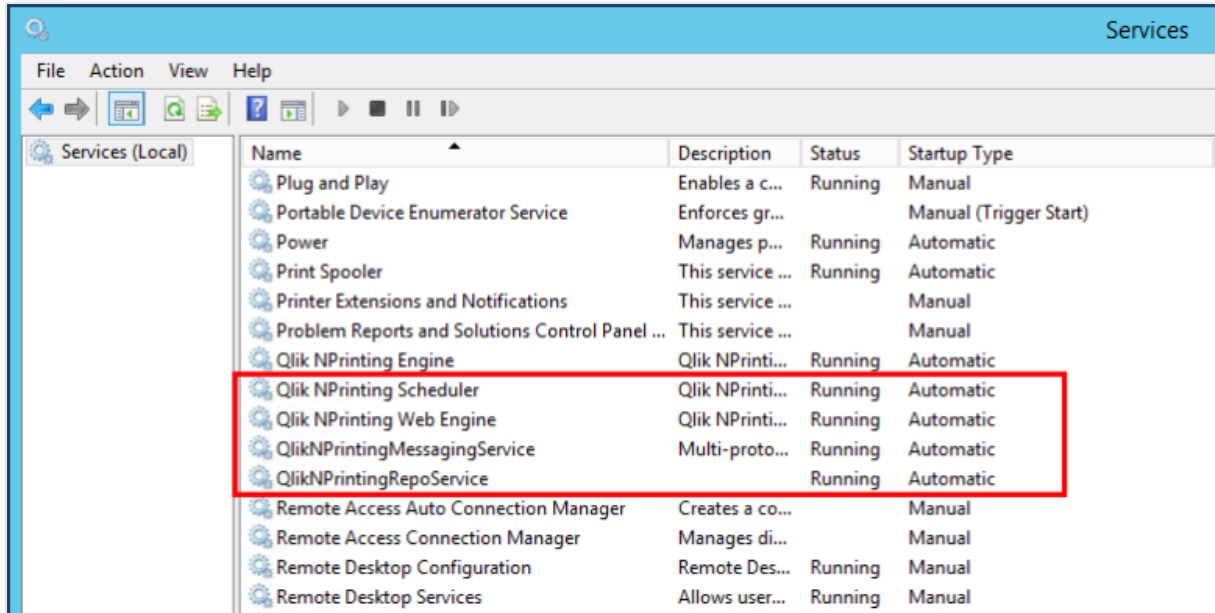 Services
File Action View Help
Services (Local)
Name Description Status Startup Type
Plug and Play Enables a c... Running Manual
Portable Device Enumerator Service Enforces gr... Manual (Trigger Start)
Power Manages p... Running Automatic
Print Spooler This service ... Running Automatic
Printer Extensions and Notifications This service ... Manual
Problem Reports and Solutions Control Panel ... This service ... Manual
Qlik NPrinting Engine Qlik NPrinti... Running Automatic
Qlik NPrinting Scheduler Qlik NPrinti... Running Automatic
Qlik NPrinting Web Engine Qlik NPrinti... Running Automatic
QlikNPrintingMessagingService Multi-proto... Running Automatic
QlikNPrintingRepoService Running Automatic
Remote Access Auto Connection Manager Creates a co... Manual
Remote Access Connection Manager Manages di... Manual
Remote Desktop Configuration Remote Des... Running Manual
Remote Desktop Services Allows user... Running Manual